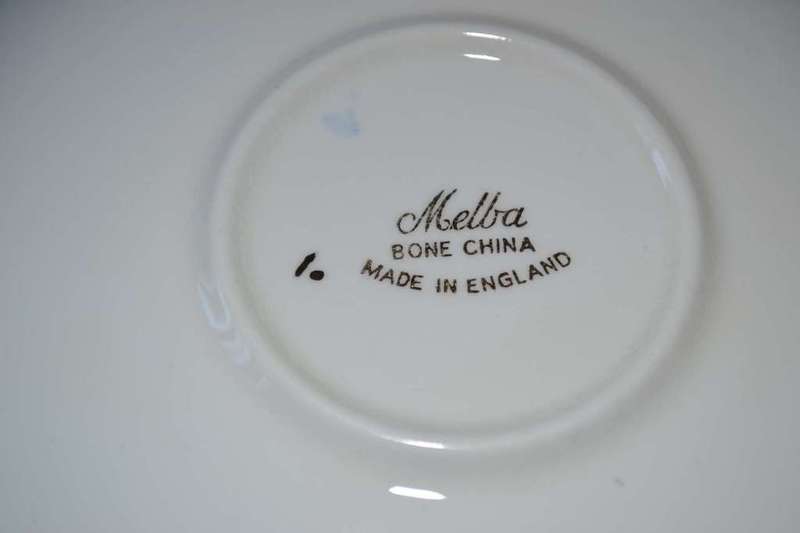 Melba
BONE CHINA
MADE IN ENGLAND
1.